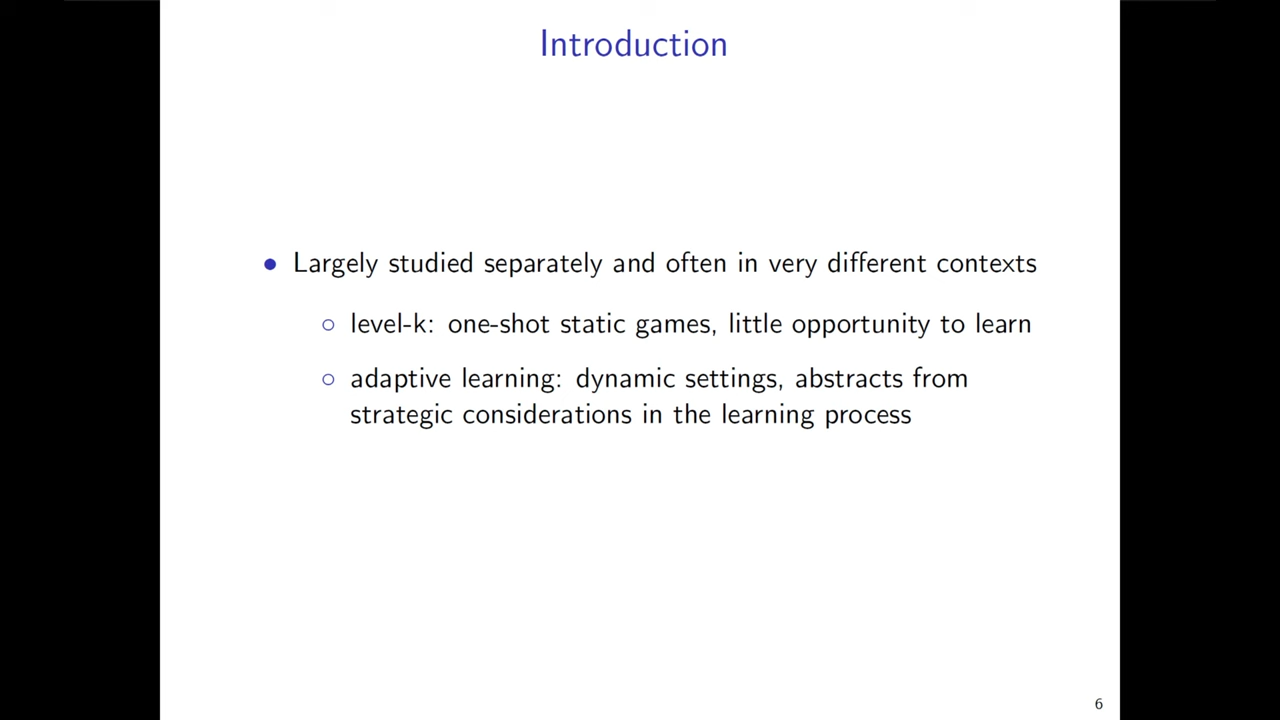 Introduction
● Largely studied separately and often in very different contexts
○ level-k: one-shot static games, little opportunity to learn
○ adaptive learning: dynamic settings, abstracts from
strategic considerations in the learning process
6